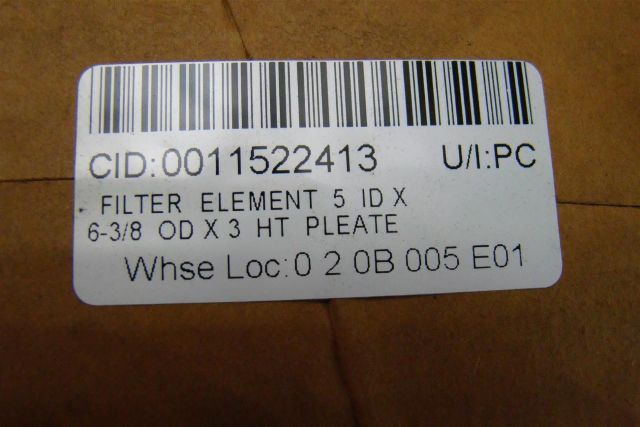 CID:0011522413 U/I:PC
FILTER ELEMENT 5 ID X
6-3/8 OD X 3 HT PLEATE
Whse Loc:0 2 0B 005 E01